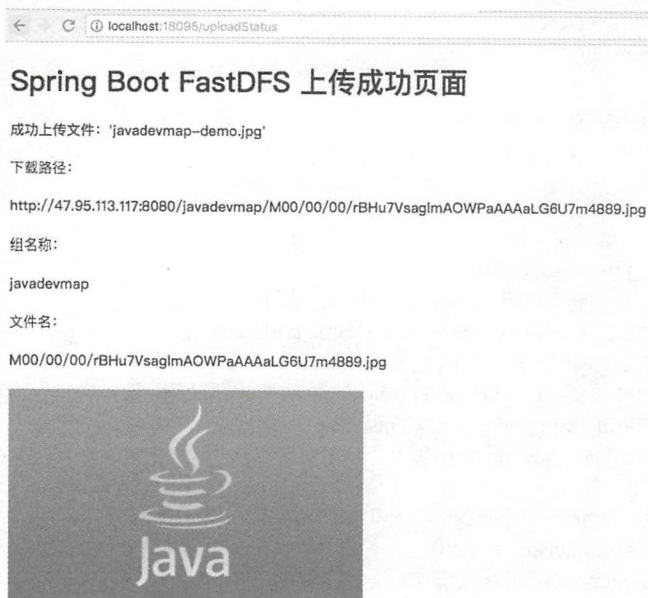 localhost:18095/uploadStatus
Spring Boot FastDFS 上传成功页面
成功上传文件：'javadevmap-demo.jpg'
下载路径：
http://47.95.113.117:8080/javadevmap/M00/00/00/rBHu7VsaglmAOWPaAAAaLG6U7m4889.jpg
组名称：
javadevmap
文件名：
M00/00/00/rBHu7VsaglmAOWPaAAAaLG6U7m4889.jpg
Java